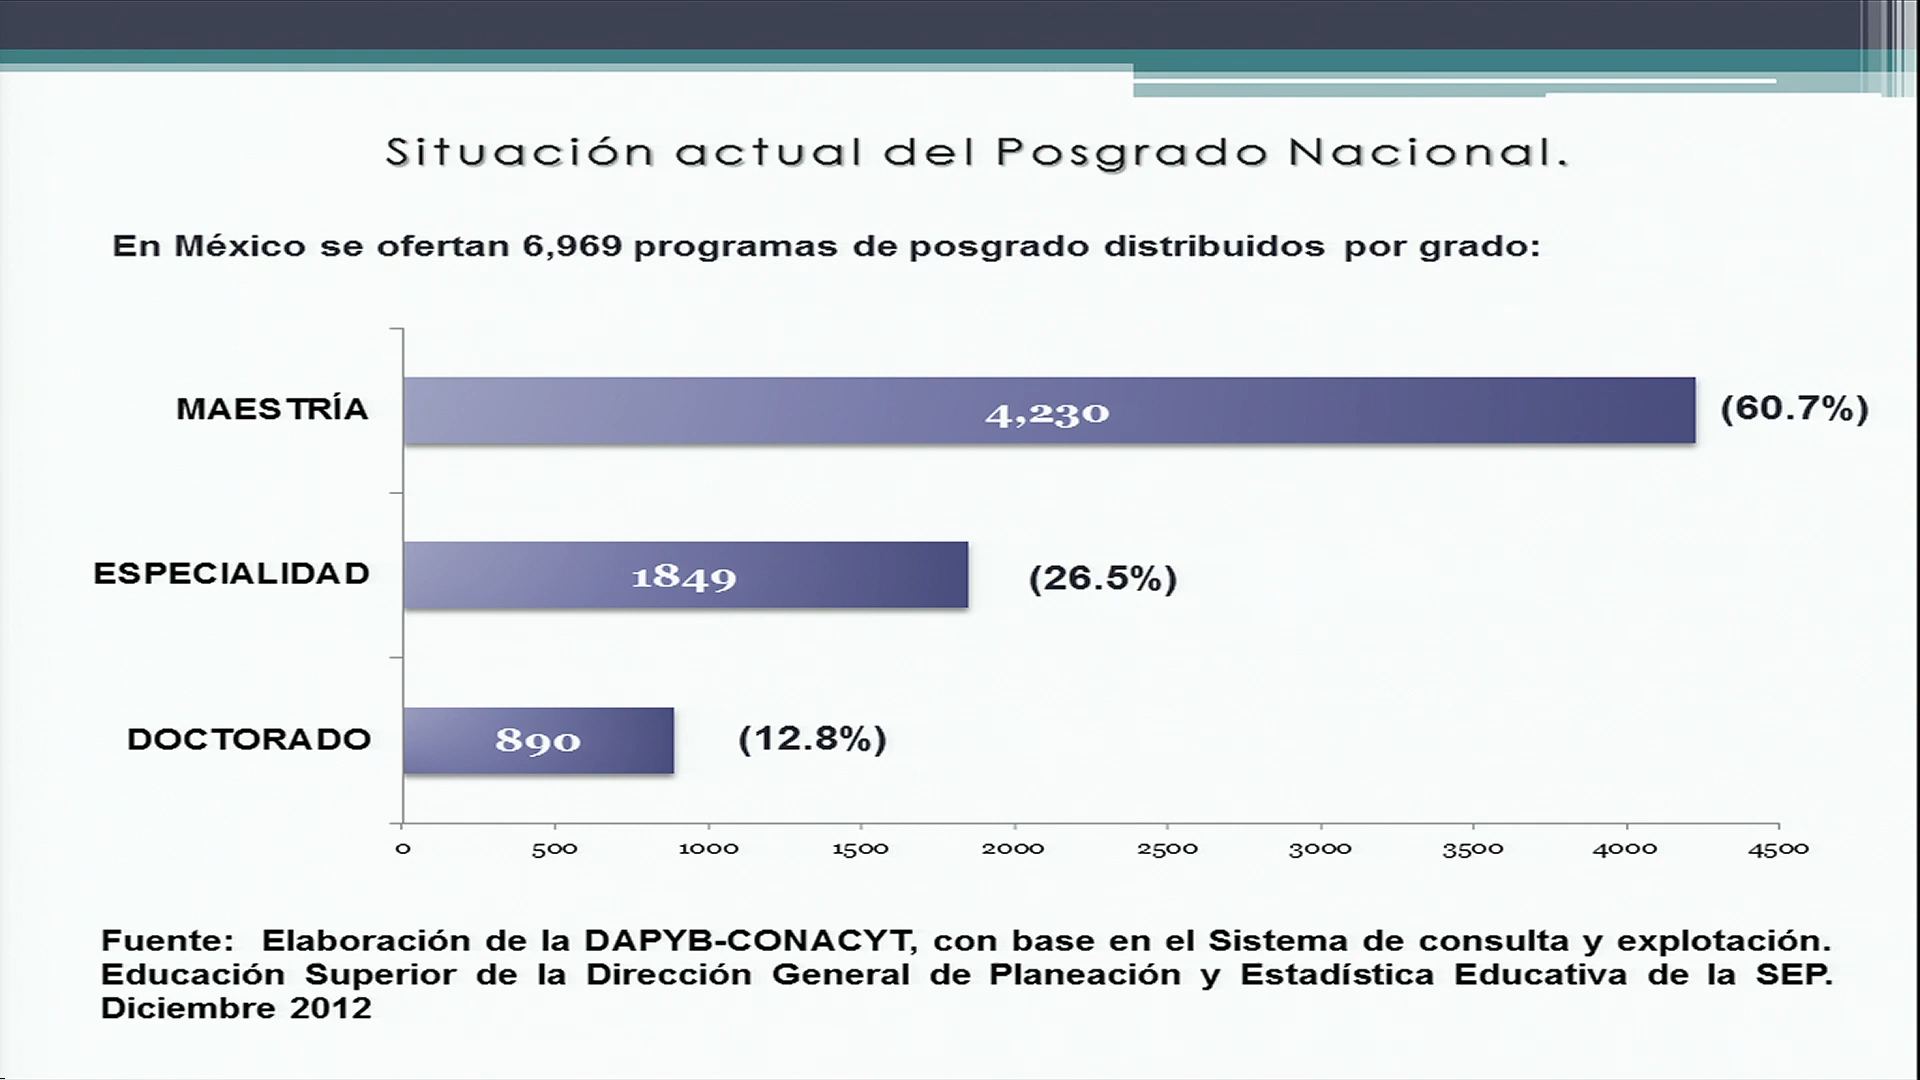 Situación actual del Posgrado Nacional.
En México se ofertan 6,969 programas de posgrado distribuidos por grado:
MAESTRÍA 4,230 (60.7%)
ESPECIALIDAD 1849 (26.5%)
DOCTORADO 890 (12.8%)
0 500 1000 1500 2000 2500 3000 3500 4000 4500
Fuente: Elaboración de la DAPYB-CONACYT, con base en el Sistema de consulta y explotación.
Educación Superior de la Dirección General de Planeación y Estadística Educativa de la SEP.
Diciembre 2012